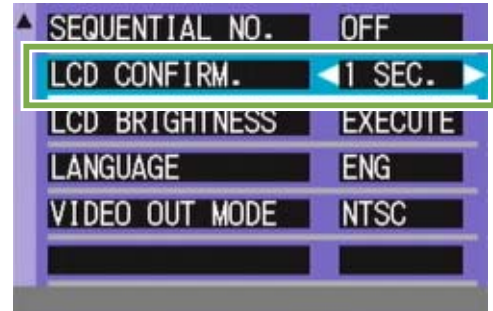 SEQUENTIAL NO. OFF
LCD CONFIRM. 1 SEC.
LCD BRIGHTNESS EXECUTE
LANGUAGE ENG
VIDEO OUT MODE NTSC